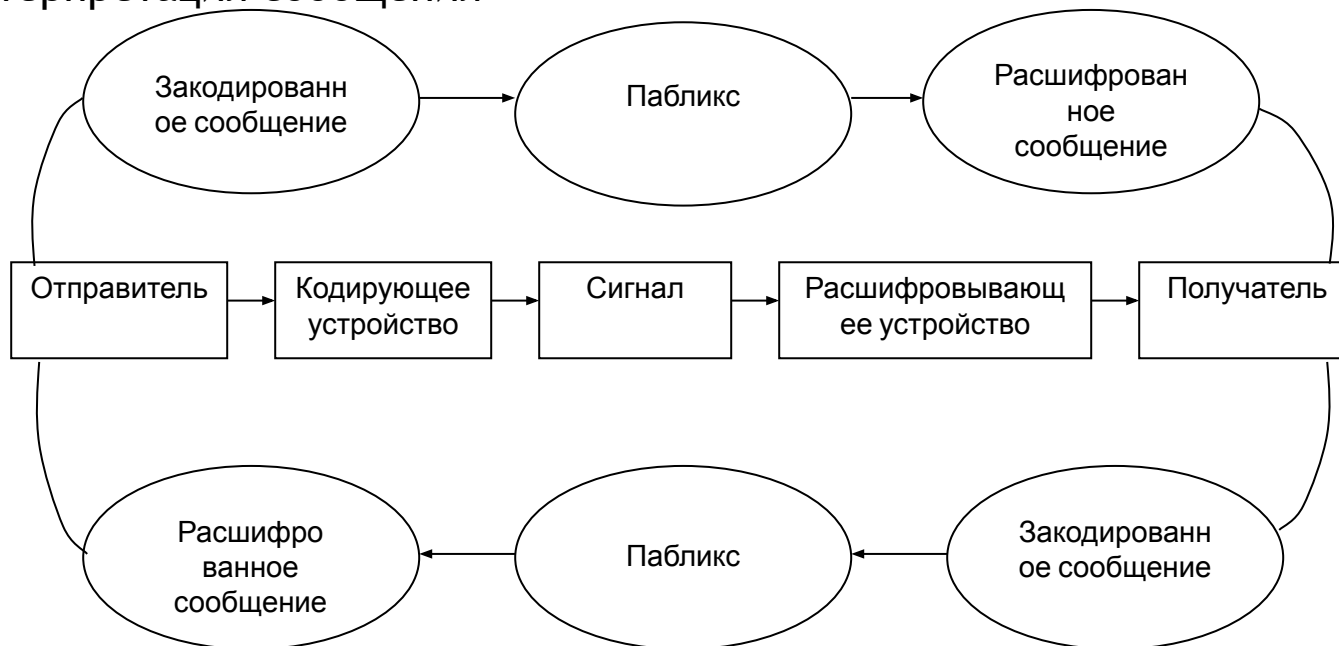 Закодированн
ое сообщение
Пабликс
Расшифрован
ное
сообщение
Отправитель
Кодирующее
устройство
Сигнал
Расшифровывающ
ее устройство
Получатель
Расшифро
ванное
сообщение
Пабликс
Закодированн
ое сообщение